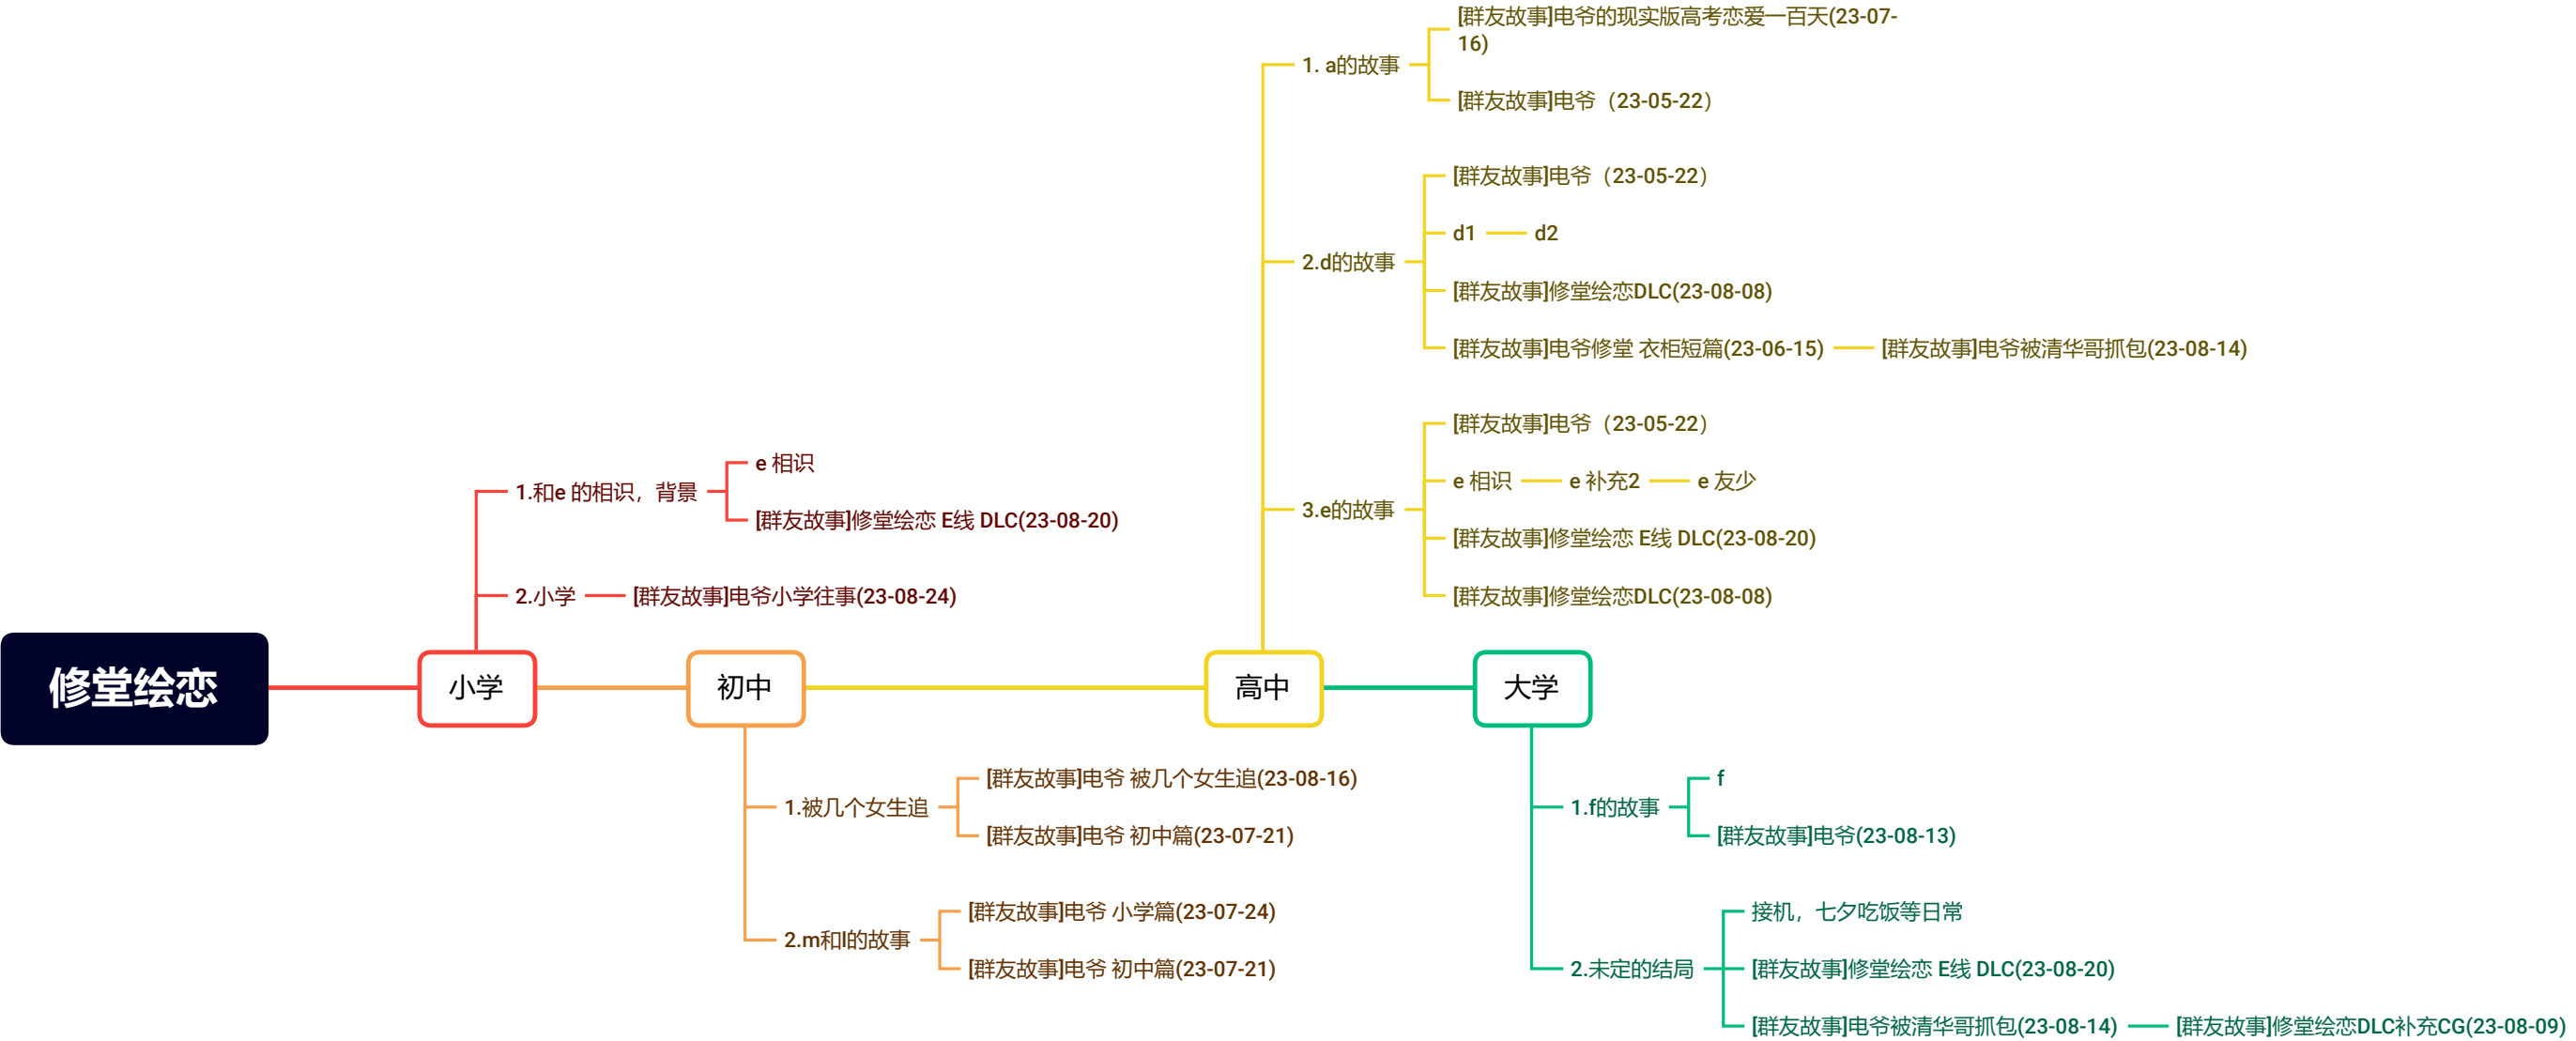 修堂绘恋
小学
1.和e 的相识，背景
e 相识
[群友故事]修堂绘恋 E线 DLC(23-08-20)
2.小学
[群友故事]电爷小学往事(23-08-24)
初中
1.被几个女生追
[群友故事]电爷 被几个女生追(23-08-16)
[群友故事]电爷 初中篇(23-07-21)
2.m和l的故事
[群友故事]电爷 小学篇(23-07-24)
[群友故事]电爷 初中篇(23-07-21)
高中
1. a的故事
[群友故事]电爷的现实版高考恋爱一百天(23-07-
16)
[群友故事]电爷（23-05-22）
2.d的故事
[群友故事]电爷（23-05-22）
d1
d2
[群友故事]修堂绘恋DLC(23-08-08)
[群友故事]电爷修堂 衣柜短篇(23-06-15)
[群友故事]电爷被清华哥抓包(23-08-14)
3.e的故事
[群友故事]电爷（23-05-22）
e 相识
e 补充2
e 友少
[群友故事]修堂绘恋 E线 DLC(23-08-20)
[群友故事]修堂绘恋DLC(23-08-08)
大学
1.f的故事
f
[群友故事]电爷(23-08-13)
2.未定的结局
接机，七夕吃饭等日常
[群友故事]修堂绘恋 E线 DLC(23-08-20)
[群友故事]电爷被清华哥抓包(23-08-14)
[群友故事]修堂绘恋DLC补充CG(23-08-09)